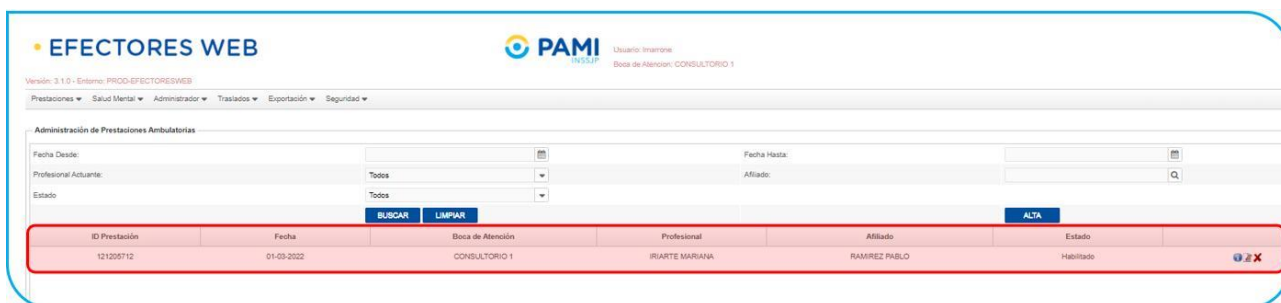 EFECTORES WEB
PAMI
INSSJP
Usuario: lmarrone
Boca de Atencion: CONSULTORIO 1
Versión: 3.1.0 - Entorno: PROD-EFECTORESWEB
Prestaciones Salud Mental Administrador Traslados Exportación Seguridad
Administración de Prestaciones Ambulatorias
Fecha Desde: Fecha Hasta:
Profesional Actuante: Todos Afiliado:
Estado Todos
BUSCAR LIMPIAR ALTA
ID Prestación Fecha Boca de Atención Profesional Afiliado Estado
121205712 01-03-2022 CONSULTORIO 1 IRIARTE MARIANA RAMIREZ PABLO Habilitado